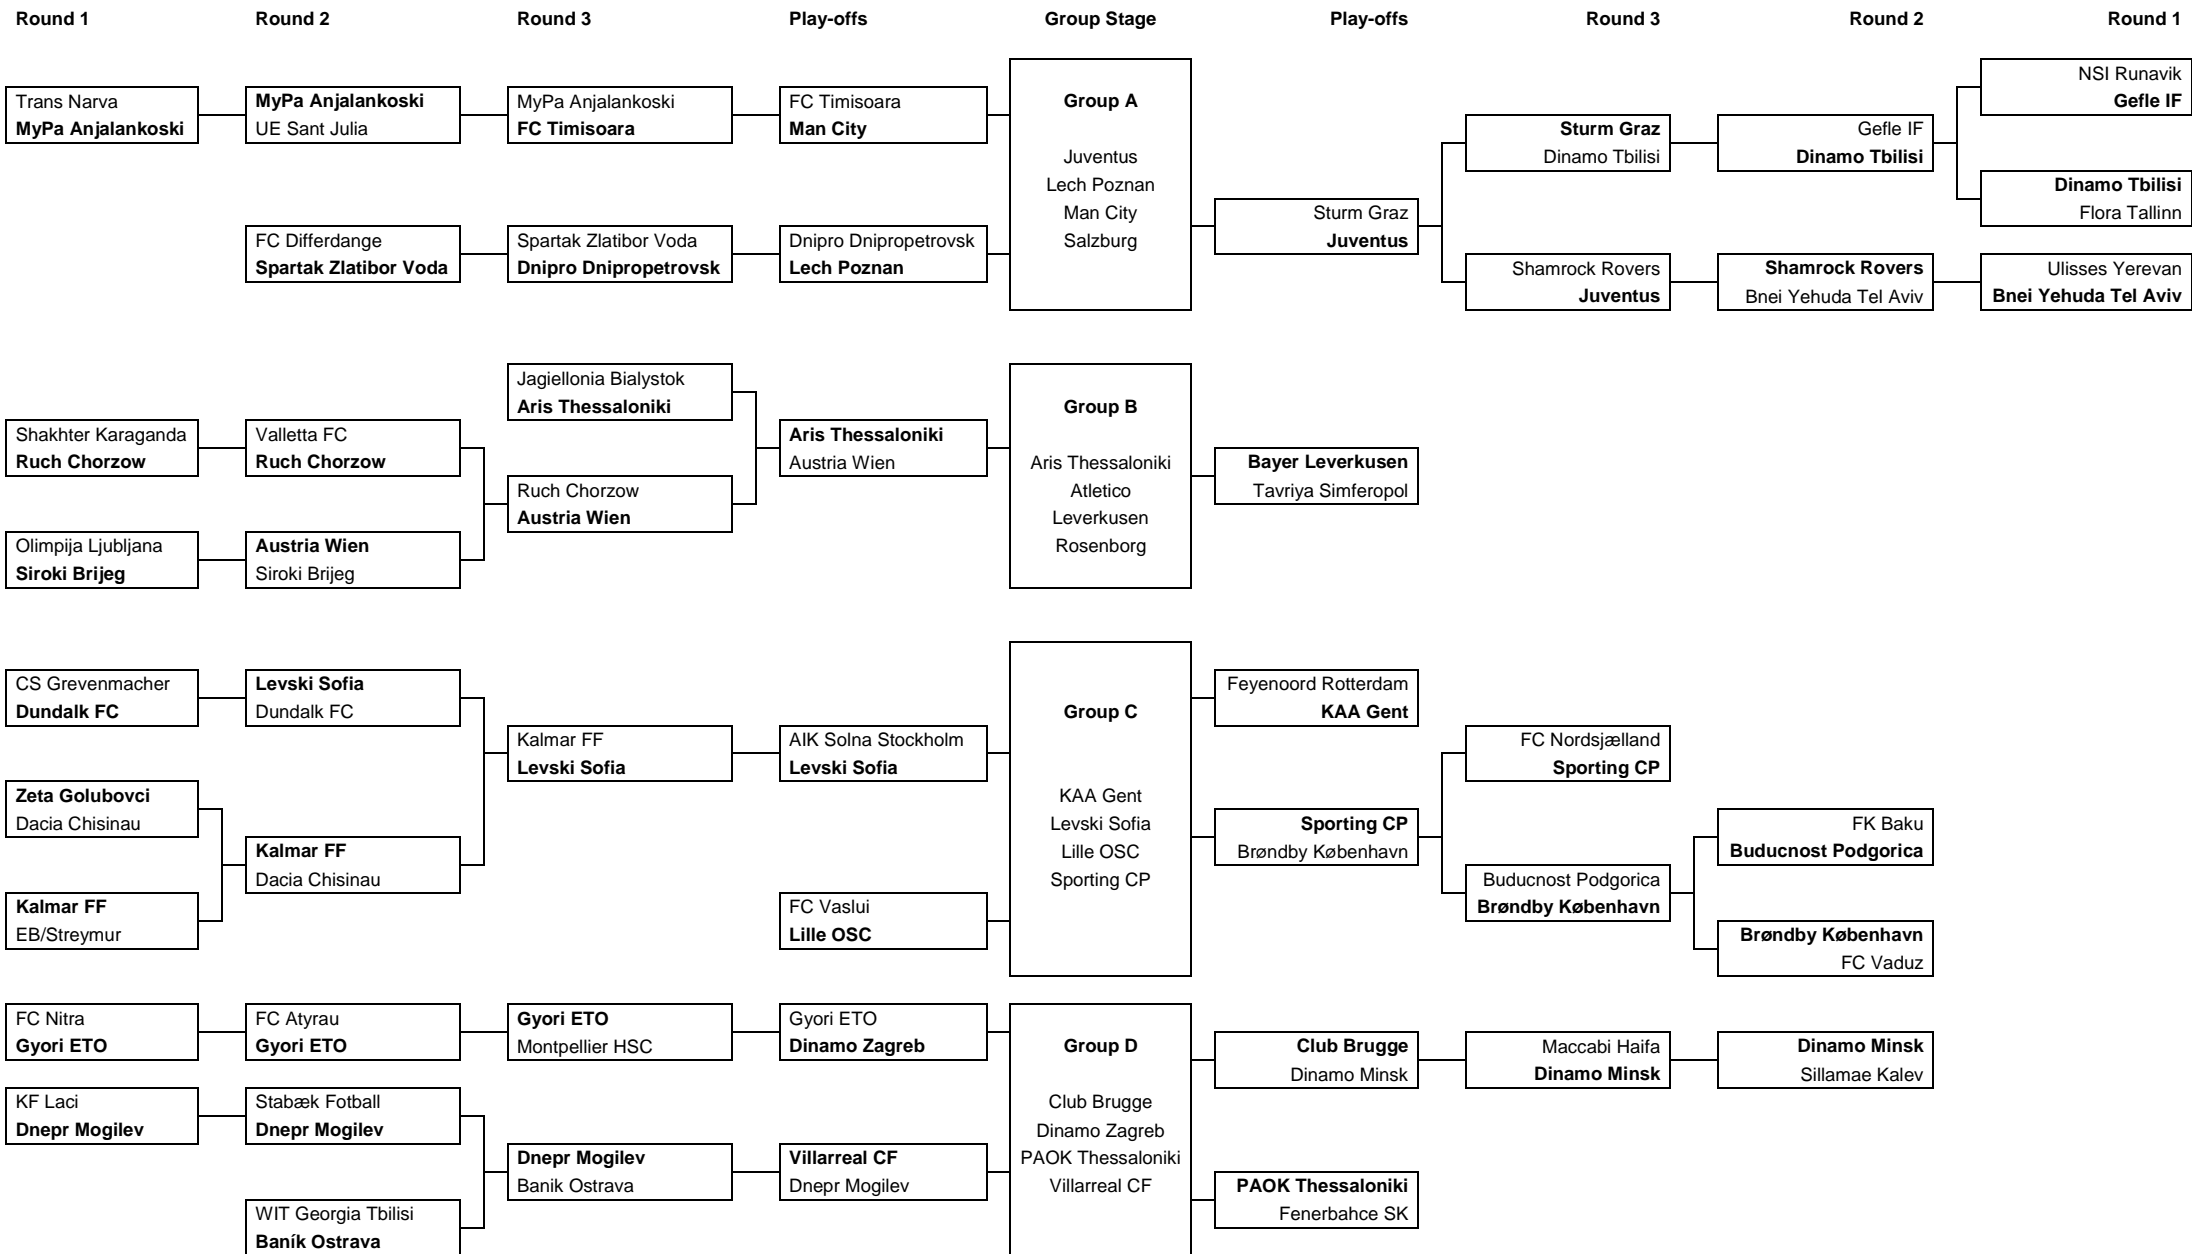 Round 1
Round 2
Round 3
Play-offs
Group Stage
Play-offs
Round 3
Round 2
Round 1
Trans Narva
MyPa Anjalankoski
MyPa Anjalankoski
UE Sant Julia
MyPa Anjalankoski
FC Timisoara
FC Timisoara
Man City
FC Differdange
Spartak Zlatibor Voda
Spartak Zlatibor Voda
Dnipro Dnipropetrovsk
Dnipro Dnipropetrovsk
Lech Poznan
Group A
Juventus
Lech Poznan
Man City
Salzburg
Sturm Graz
Juventus
Sturm Graz
Dinamo Tbilisi
Shamrock Rovers
Juventus
Gefle IF
Dinamo Tbilisi
Shamrock Rovers
Bnei Yehuda Tel Aviv
NSI Runavik
Gefle IF
Dinamo Tbilisi
Flora Tallinn
Ulisses Yerevan
Bnei Yehuda Tel Aviv
Shakhter Karaganda
Ruch Chorzow
Olimpija Ljubljana
Siroki Brijeg
Valletta FC
Ruch Chorzow
Austria Wien
Siroki Brijeg
Jagiellonia Bialystok
Aris Thessaloniki
Ruch Chorzow
Austria Wien
Aris Thessaloniki
Austria Wien
Group B
Aris Thessaloniki
Atletico
Leverkusen
Rosenborg
Bayer Leverkusen
Tavriya Simferopol
CS Grevenmacher
Dundalk FC
Zeta Golubovci
Dacia Chisinau
Kalmar FF
EB/Streymur
Levski Sofia
Dundalk FC
Kalmar FF
Dacia Chisinau
Kalmar FF
Levski Sofia
AIK Solna Stockholm
Levski Sofia
FC Vaslui
Lille OSC
Group C
KAA Gent
Levski Sofia
Lille OSC
Sporting CP
Feyenoord Rotterdam
KAA Gent
Sporting CP
Brøndby København
FC Nordsjælland
Sporting CP
Buducnost Podgorica
Brøndby København
FK Baku
Buducnost Podgorica
Brøndby København
FC Vaduz
FC Nitra
Gyori ETO
KF Laci
Dnepr Mogilev
FC Atyrau
Gyori ETO
Stabæk Fotball
Dnepr Mogilev
WIT Georgia Tbilisi
Baník Ostrava
Gyori ETO
Montpellier HSC
Dnepr Mogilev
Banik Ostrava
Gyori ETO
Dinamo Zagreb
Villarreal CF
Dnepr Mogilev
Group D
Club Brugge
Dinamo Zagreb
PAOK Thessaloniki
Villarreal CF
Club Brugge
Dinamo Minsk
PAOK Thessaloniki
Fenerbahce SK
Maccabi Haifa
Dinamo Minsk
Dinamo Minsk
Sillamae Kalev